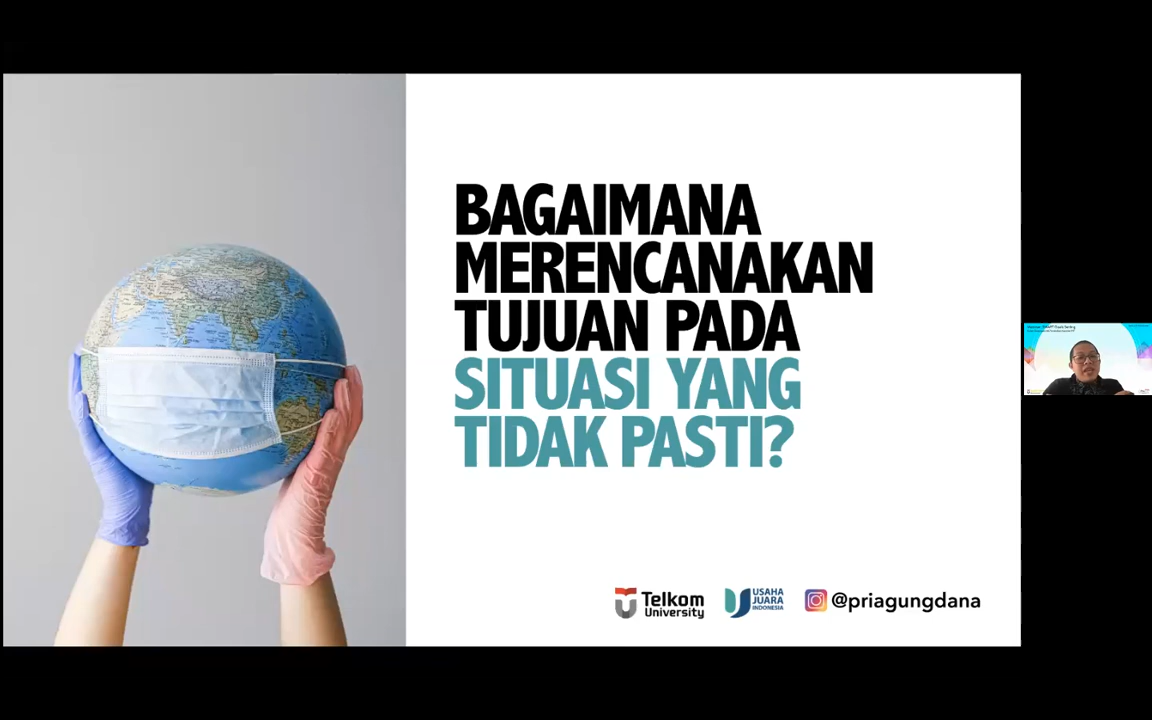 BAGAIMANA
MERENCANAKAN
TUJUAN PADA
SITUASI YANG
TIDAK PASTI?
Telkom
University
USAHA
JUARA
INDONESIA
@priagungdana